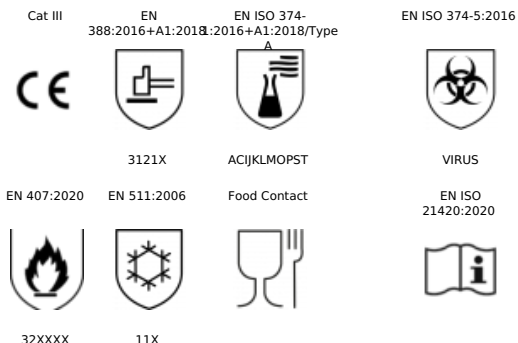 Cat III
EN
388:2016+A1:2018
EN ISO 374-
1:2016+A1:2018/Type
A
EN ISO 374-5:2016
CE
3121X
ACIJKLMOPST
VIRUS
EN 407:2020
EN 511:2006
Food Contact
EN ISO
21420:2020
i
32XXXX
11X